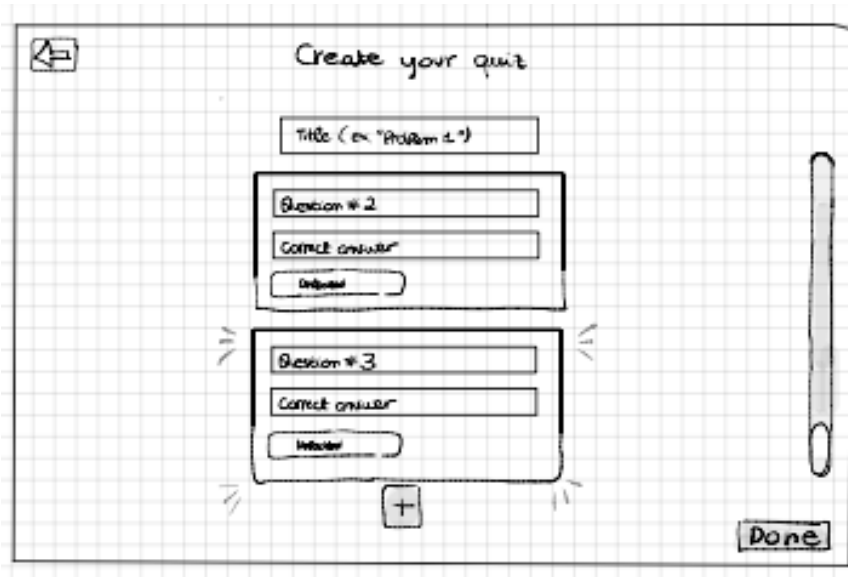 Create your quiz
Title (ex "Problem 1")
Question # 2
Correct answer
Question # 3
Correct answer
+
Done